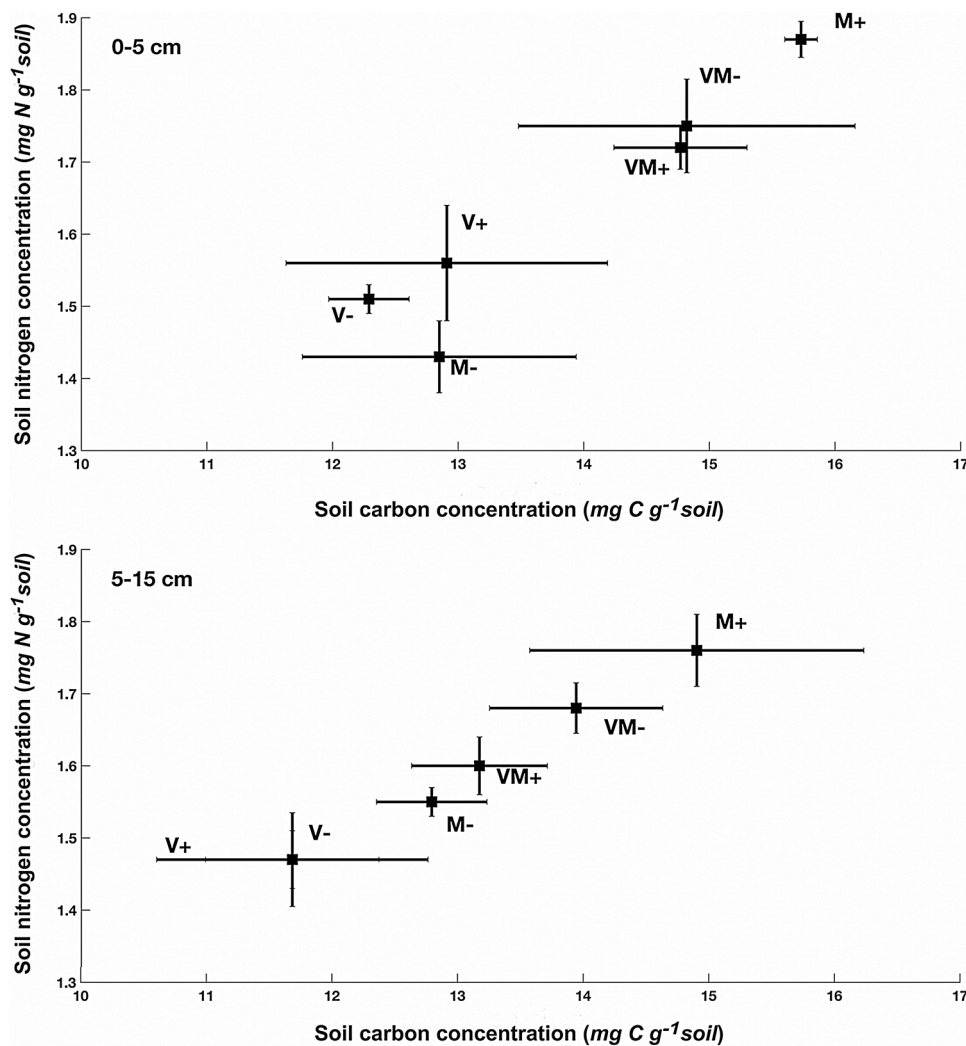 0-5 cm
Soil nitrogen concentration (mg N g-1soil)
1.9
1.8
1.7
1.6
1.5
1.4
1.3
M+
VM-
VM+
V+
V-
M-
10 11 12 13 14 15 16 17
Soil carbon concentration (mg C g-1soil)
5-15 cm
Soil nitrogen concentration (mg N g-1soil)
1.9
1.8
1.7
1.6
1.5
1.4
1.3
M+
VM-
VM+
M-
V-
V+
10 11 12 13 14 15 16 17
Soil carbon concentration (mg C g-1soil)